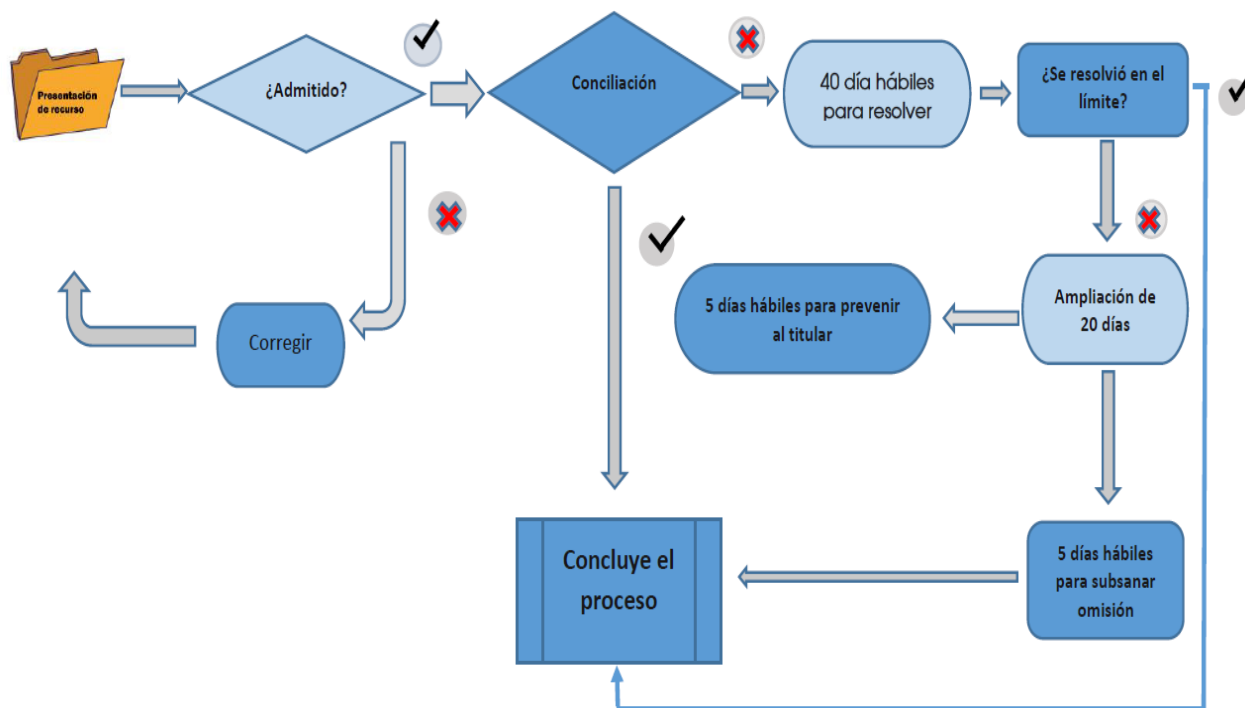 Presentación
de recurso
¿Admitido?
Conciliación
40 día hábiles
para resolver
¿Se resolvió en el
límite?
Corregir
5 días hábiles para prevenir
al titular
Ampliación de
20 días
Concluye el
proceso
5 días hábiles
para subsanar
omisión